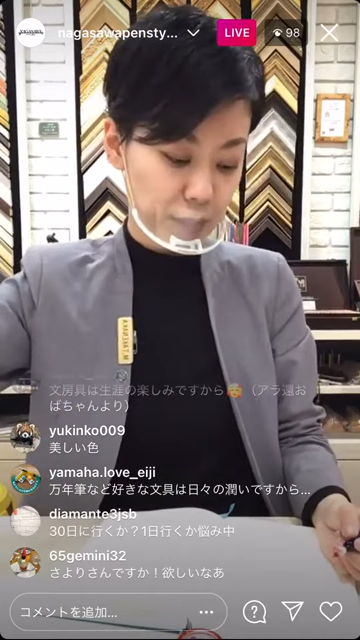 nagasawapensty...
LIVE
98
文房具は生涯の楽しみですから🥰（アラ還お
ばちゃんより）
yukinko009
美しい色
yamaha.love_eiji
万年筆など好きな文具は日々の潤いですから...
diamante3jsb
30日に行くか？1日行くか悩み中
65gemini32
さよりさんですか！欲しいなあ
コメントを追加...